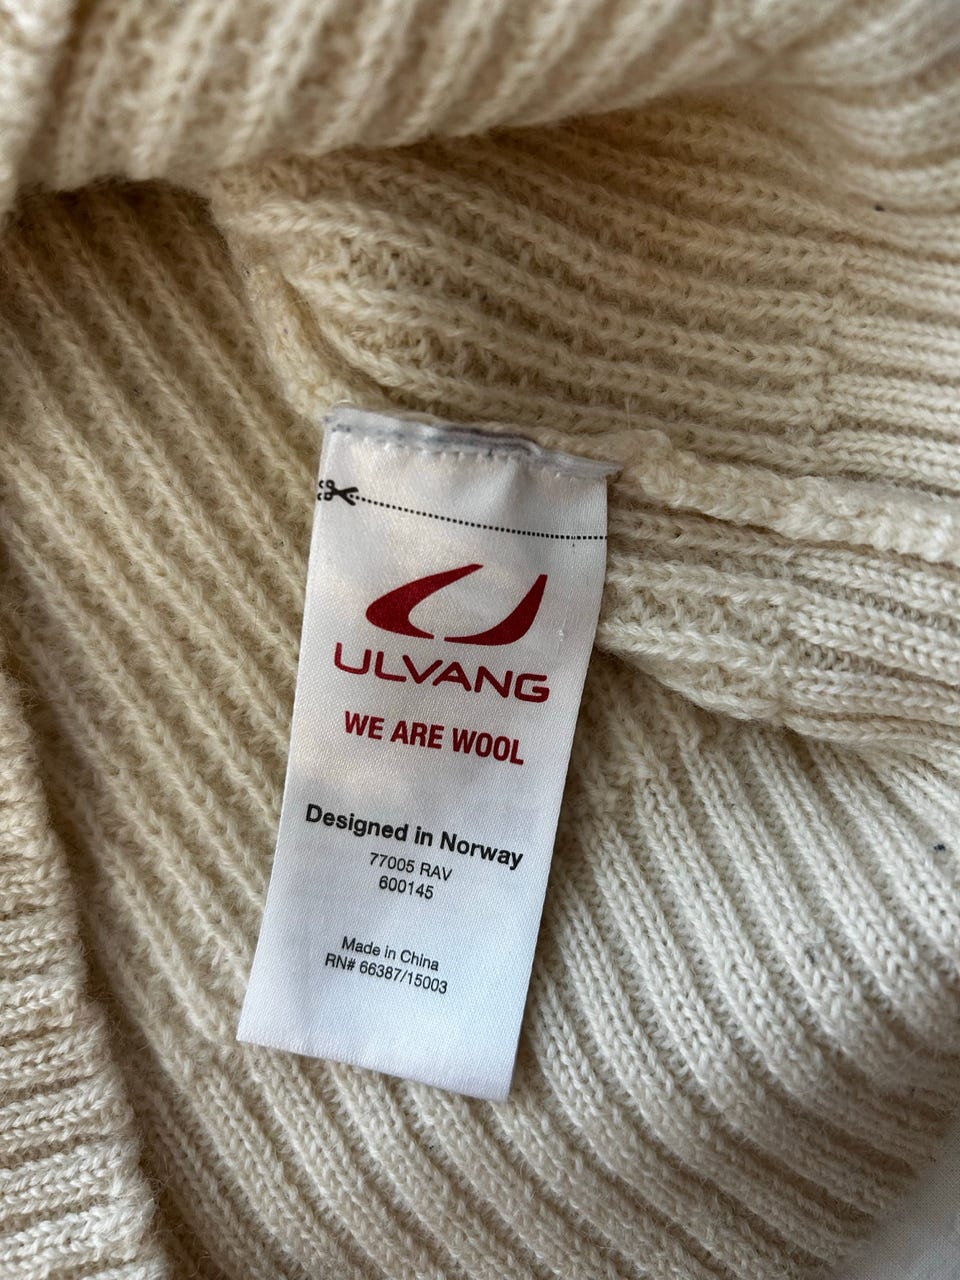 ULVANG
WE ARE WOOL
Designed in Norway
77005 RAV
600145
Made in China
RN# 66387/15003